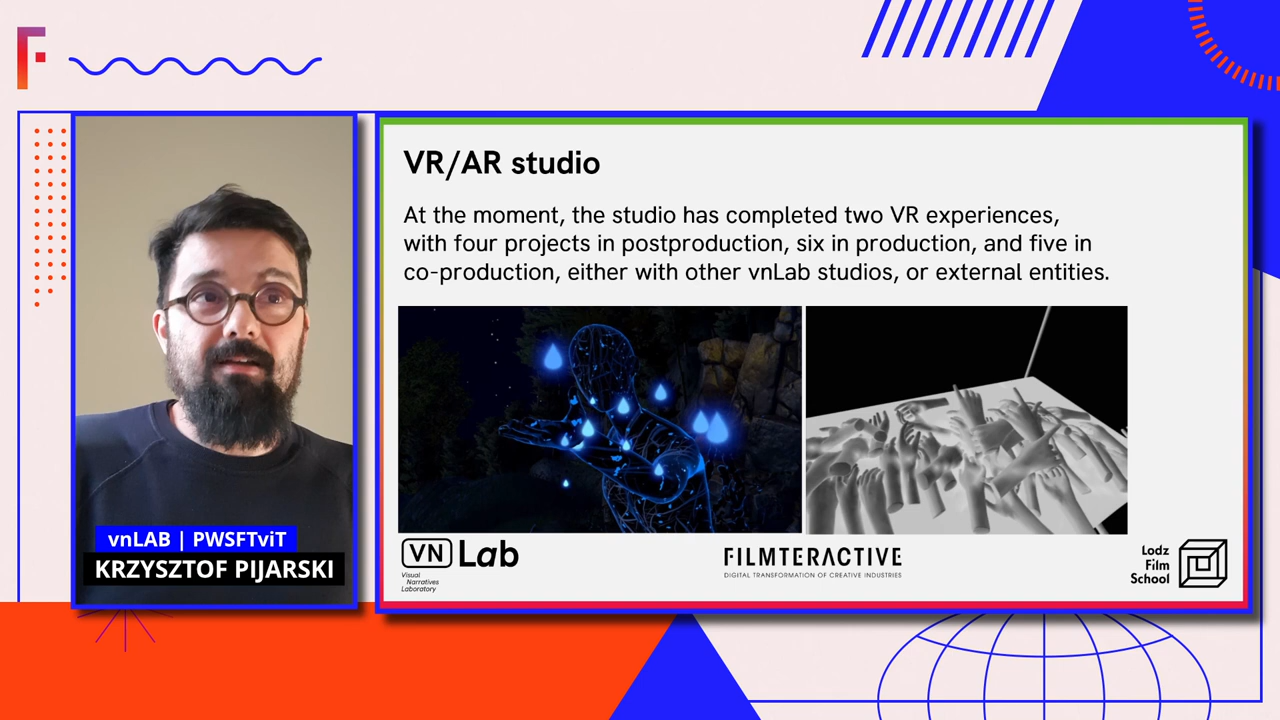 vnLAB | PWSFTviT
KRZYSZTOF PIJARSKI
VR/AR studio
At the moment, the studio has completed two VR experiences,
with four projects in postproduction, six in production, and five in
co-production, either with other vnLab studios, or external entities.
VN Lab
Visual
Narratives
Laboratory
FILMTERACTIVE
DIGITAL TRANSFORMATION OF CREATIVE INDUSTRIES
Lodz
Film
School